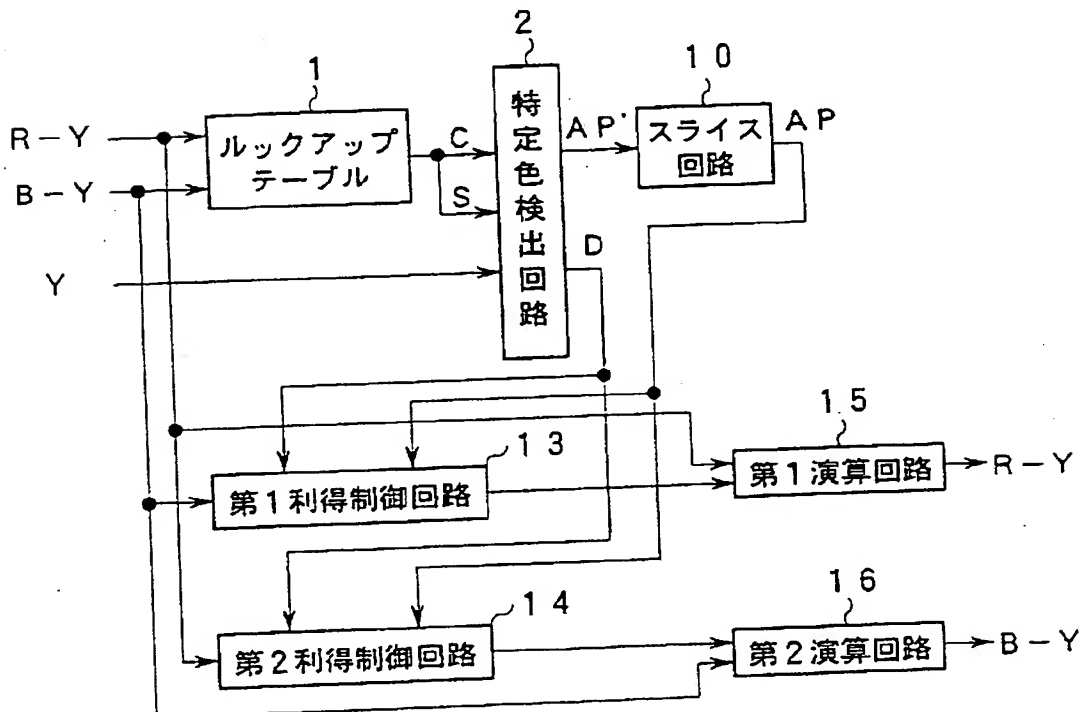 2
1
10
R-Y
B-Y
ルックアップ
テーブル
C
S
特定色検出回路
AP'
スライス
回路
AP
D
Y
13
15
第1利得制御回路
第1演算回路
R-Y
14
16
第2利得制御回路
第2演算回路
B-Y